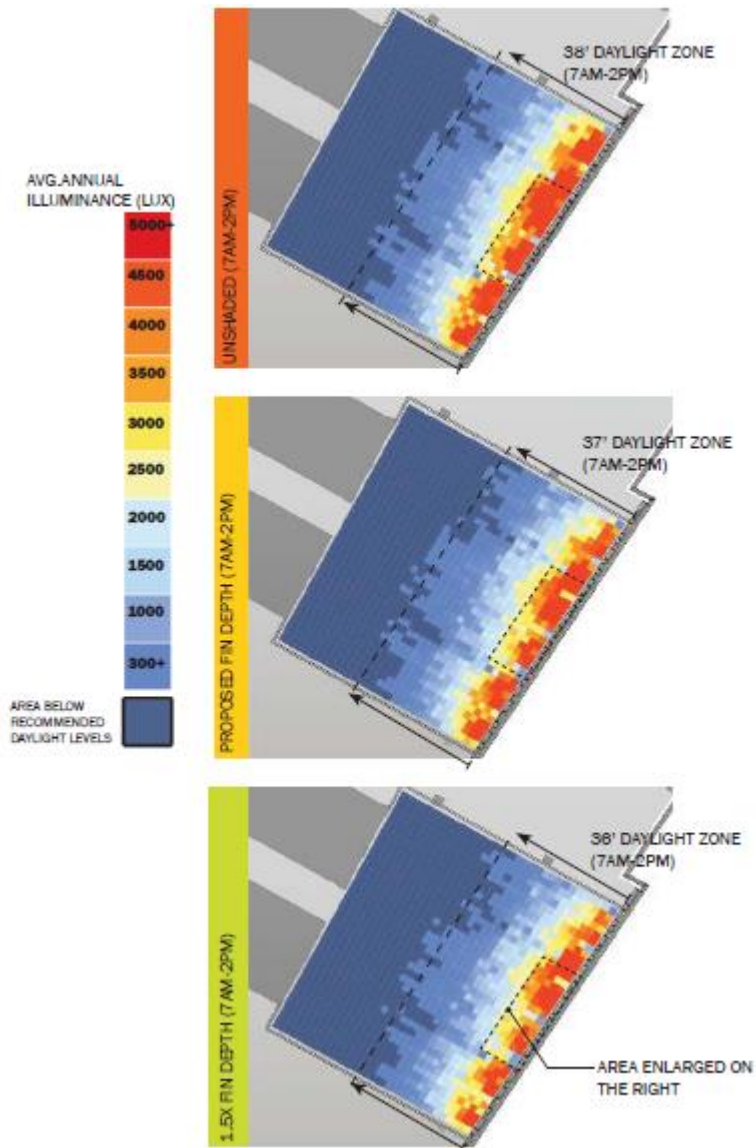 38' DAYLIGHT ZONE
(7AM-2PM)
AVG.ANNUAL
ILLUMINANCE (LUX)
5000+
4500
4000
3500
3000
2500
2000
1500
1000
300+
AREA BELOW
RECOMMENDED
DAYLIGHT LEVELS
UNSHADED (7AM-2PM)
37' DAYLIGHT ZONE
(7AM-2PM)
PROPOSED FIN DEPTH (7AM-2PM)
36' DAYLIGHT ZONE
(7AM-2PM)
1.5X FIN DEPTH (7AM-2PM)
AREA ENLARGED ON
THE RIGHT